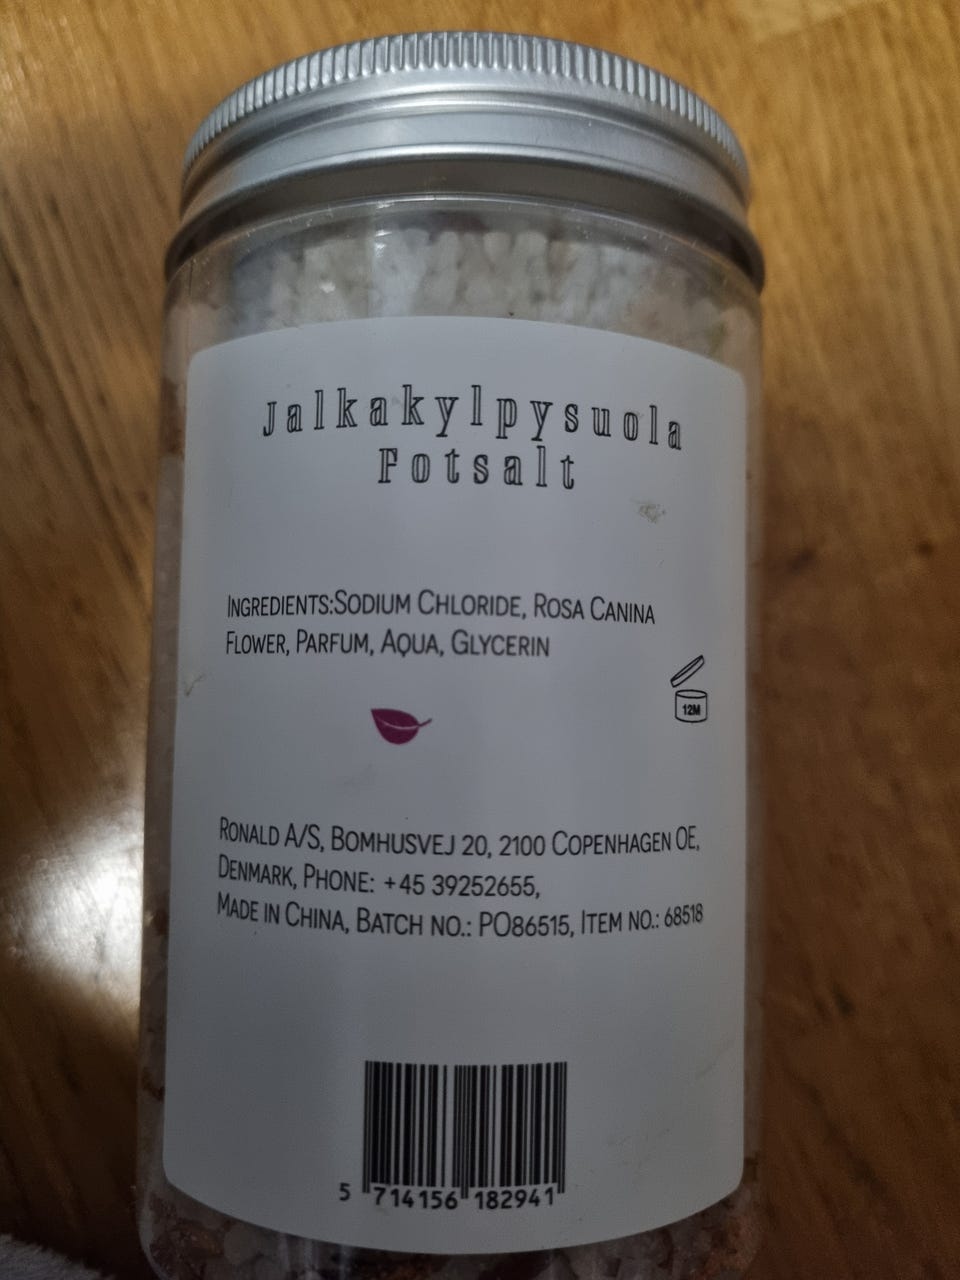 Jalkakylpysuola
Fotsalt
INGREDIENTS:SODIUM CHLORIDE, ROSA CANINA
FLOWER, PARFUM, AQUA, GLYCERIN
12M
RONALD A/S, BOMHUSVEJ 20, 2100 COPENHAGEN OE,
DENMARK, PHONE: +45 39252655,
MADE IN CHINA, BATCH NO.: PO86515, ITEM NO.: 68518
5 714156 182941